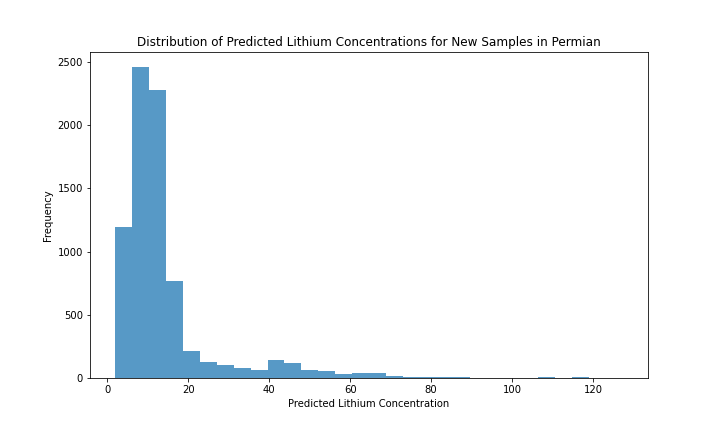 Distribution of Predicted Lithium Concentrations for New Samples in Permian
2500
2000
1500
1000
500
0
Frequency
0 20 40 60 80 100 120
Predicted Lithium Concentration